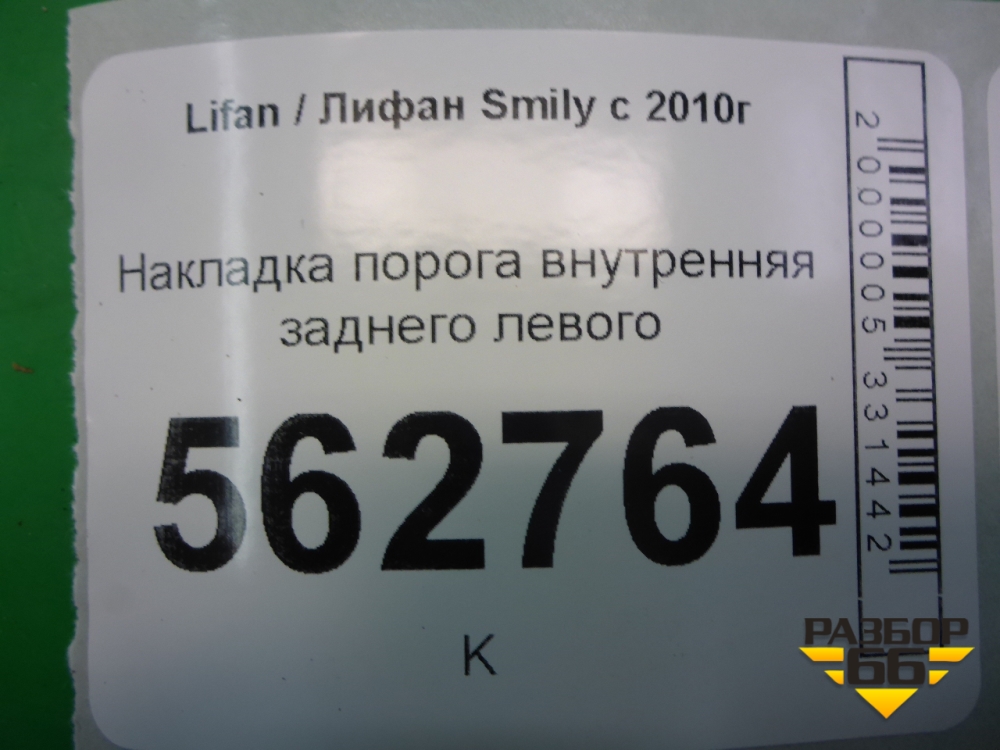 Lifan / Лифан Smily с 2010г
Накладка порога внутренняя
заднего левого
562764
К
2000005331442
РАЗБОР
66